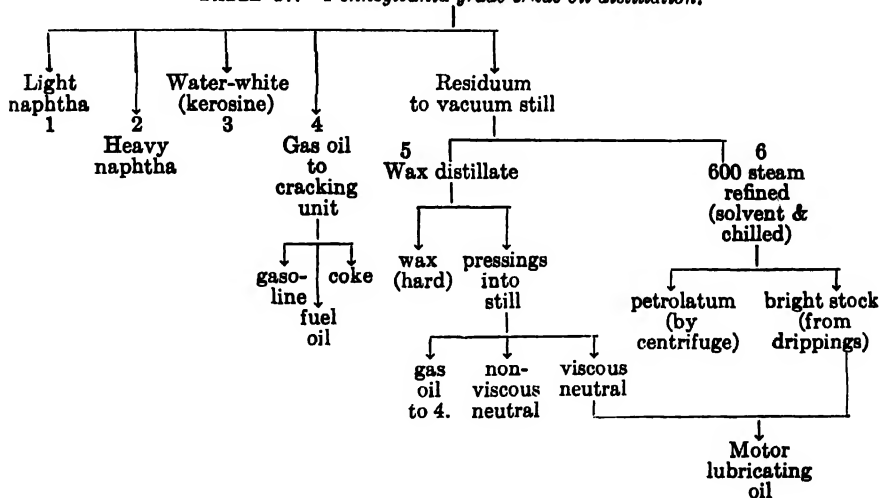 Pennsylvania grade crude oil distillation.
Light
naphtha
1
2
Heavy
naphtha
Water-white
(kerosine)
3
4
Gas oil
to
cracking
unit
gaso-
line
fuel
oil
coke
Residuum
to vacuum still
5
Wax distillate
wax
(hard)
pressings
into
still
gas
oil
to 4.
non-
viscous
neutral
viscous
neutral
6
600 steam
refined
(solvent &
chilled)
petrolatum
(by
centrifuge)
bright stock
(from
drippings)
Motor
lubricating
oil